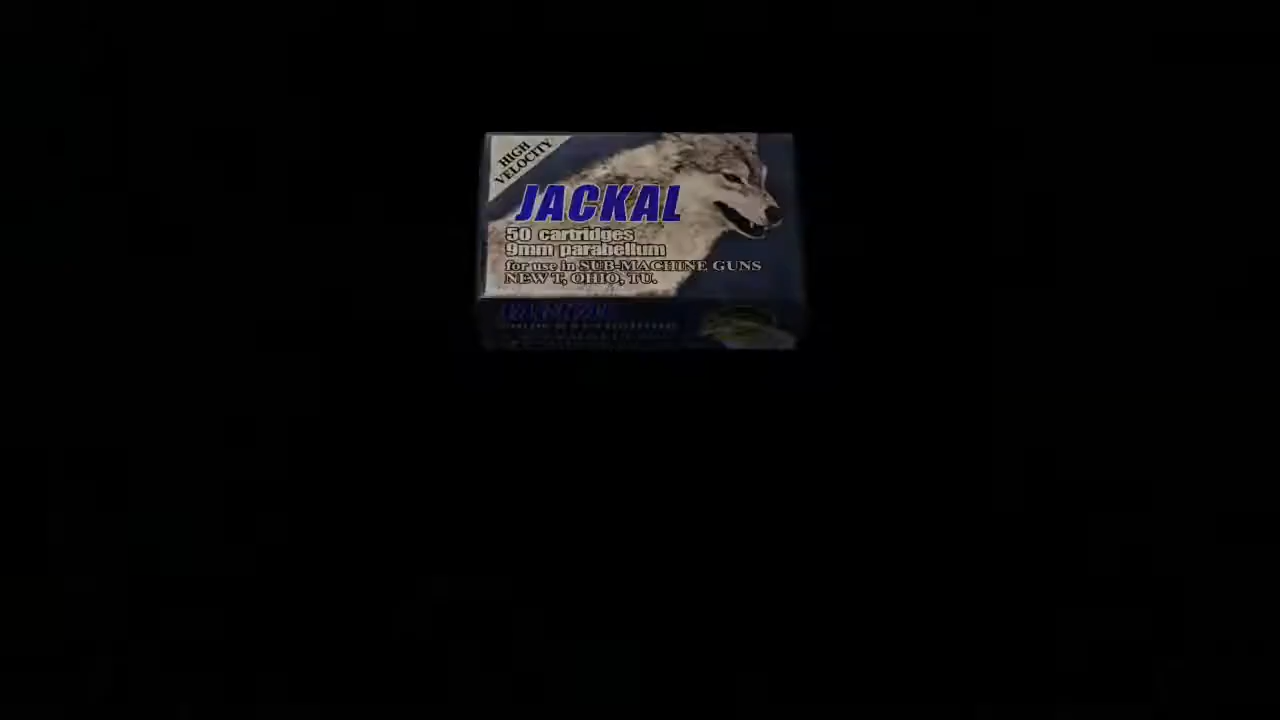 HIGH
VELOCITY
JACKAL
50 cartridges
9mm parabellum
for use in SUB-MACHINE GUNS
NEW T, OHIO, TU.